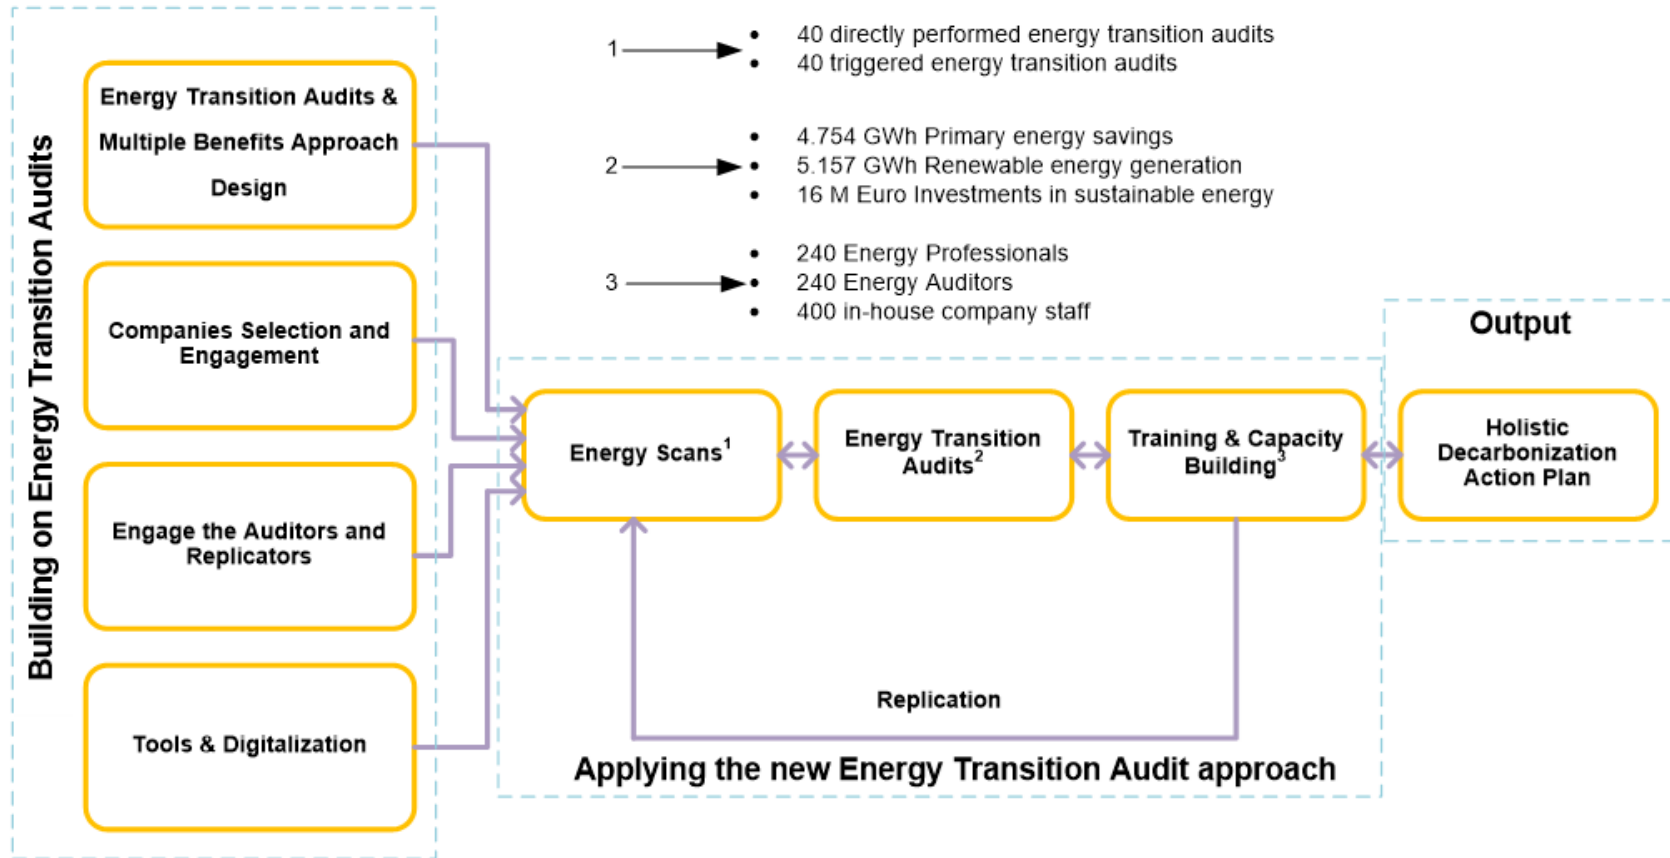 Building on Energy Transition Audits
Energy Transition Audits &
Multiple Benefits Approach
Design
Companies Selection and
Engagement
Engage the Auditors and
Replicators
Tools & Digitalization
1
• 40 directly performed energy transition audits
• 40 triggered energy transition audits
2
• 4.754 GWh Primary energy savings
• 5.157 GWh Renewable energy generation
• 16 M Euro Investments in sustainable energy
3
• 240 Energy Professionals
• 240 Energy Auditors
• 400 in-house company staff
Energy Scans¹
Energy Transition
Audits²
Training & Capacity
Building³
Replication
Applying the new Energy Transition Audit approach
Output
Holistic
Decarbonization
Action Plan